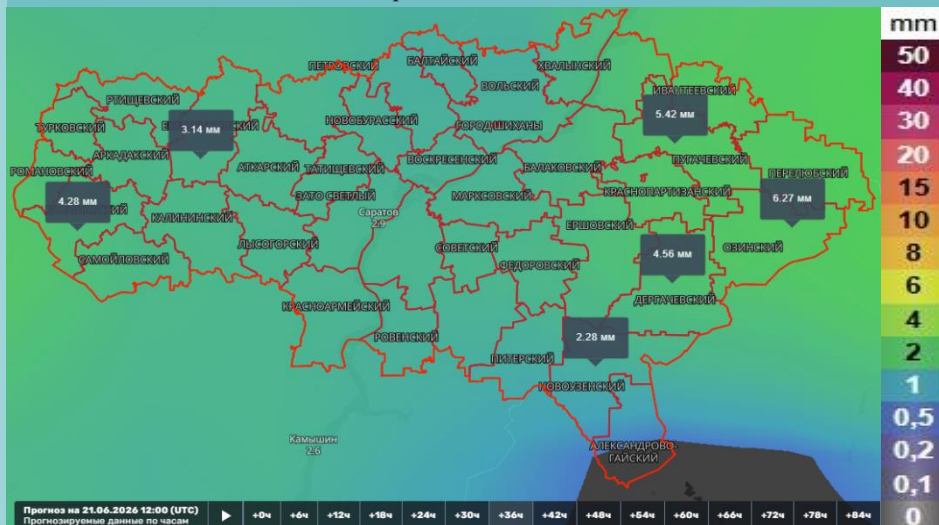 mm
50
40
30
20
15
10
8
6
4
2
1
0,5
0,2
0,1
0
ПЕТРОВСКИЙ
БАЛТАЙСКИЙ
ХВАЛЫНСКИЙ
ВОЛЬСКИЙ
ИВАНТЕЕВСКИЙ
РТИЩЕВСКИЙ
5.42 мм
НОВОБУРАССКИЙ
ГОРОД ШИХАНЫ
ТУРКОВСКИЙ
3.14 мм
АРКАДАКСКИЙ
ВОСКРЕСЕНСКИЙ
ПУГАЧЕВСКИЙ
РОМАНОВСКИЙ
АТКАРСКИЙ
ТАТИЩЕВСКИЙ
БАЛАКОВСКИЙ
ПЕРЕЛЮБСКИЙ
ЗАТО СВЕТЛЫЙ
МАРКСОВСКИЙ
КРАСНОПАРТИЗАНСКИЙ
4.28 мм
6.27 мм
КАЛИНИНСКИЙ
Саратов
ЕРШОВСКИЙ
ЛЫСОГОРСКИЙ
СОВЕТСКИЙ
ОЗИНСКИЙ
САМОЙЛОВСКИЙ
ФЕДОРОВСКИЙ
4.56 мм
КРАСНОАРМЕЙСКИЙ
ДЕРГАЧЕВСКИЙ
РОВЕНСКИЙ
2.28 мм
ПИТЕРСКИЙ
НОВОУЗЕНСКИЙ
Камышин
2.6
АЛЕКСАНДРОВО-
ГАЙСКИЙ
Прогноз на 21.06.2026 12:00 (UTC)
Прогнозируемые данные по часам
+0ч +6ч +12ч +18ч +24ч +30ч +36ч +42ч +48ч +54ч +60ч +66ч +72ч +78ч +84ч